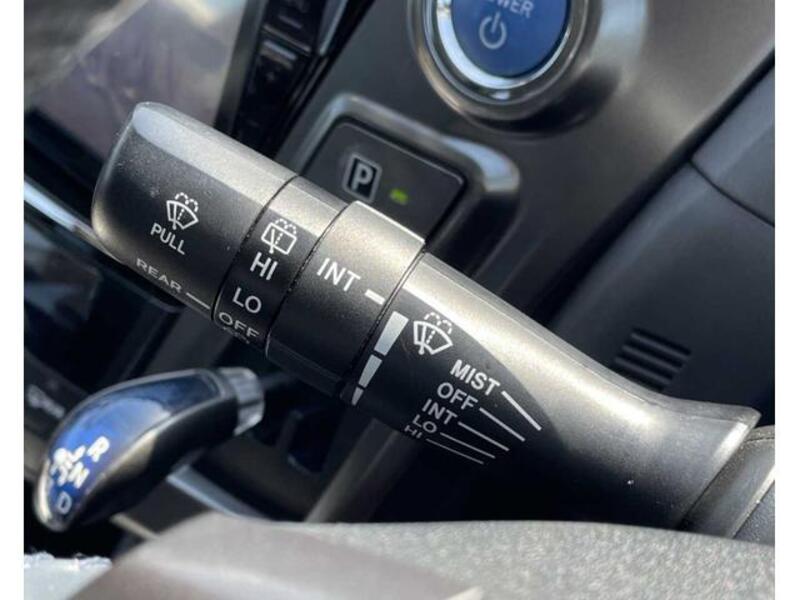 POWER
P
PULL
REAR
HI
LO
OFF
INT
MIST
OFF
INT
LO
HI
R
N
D